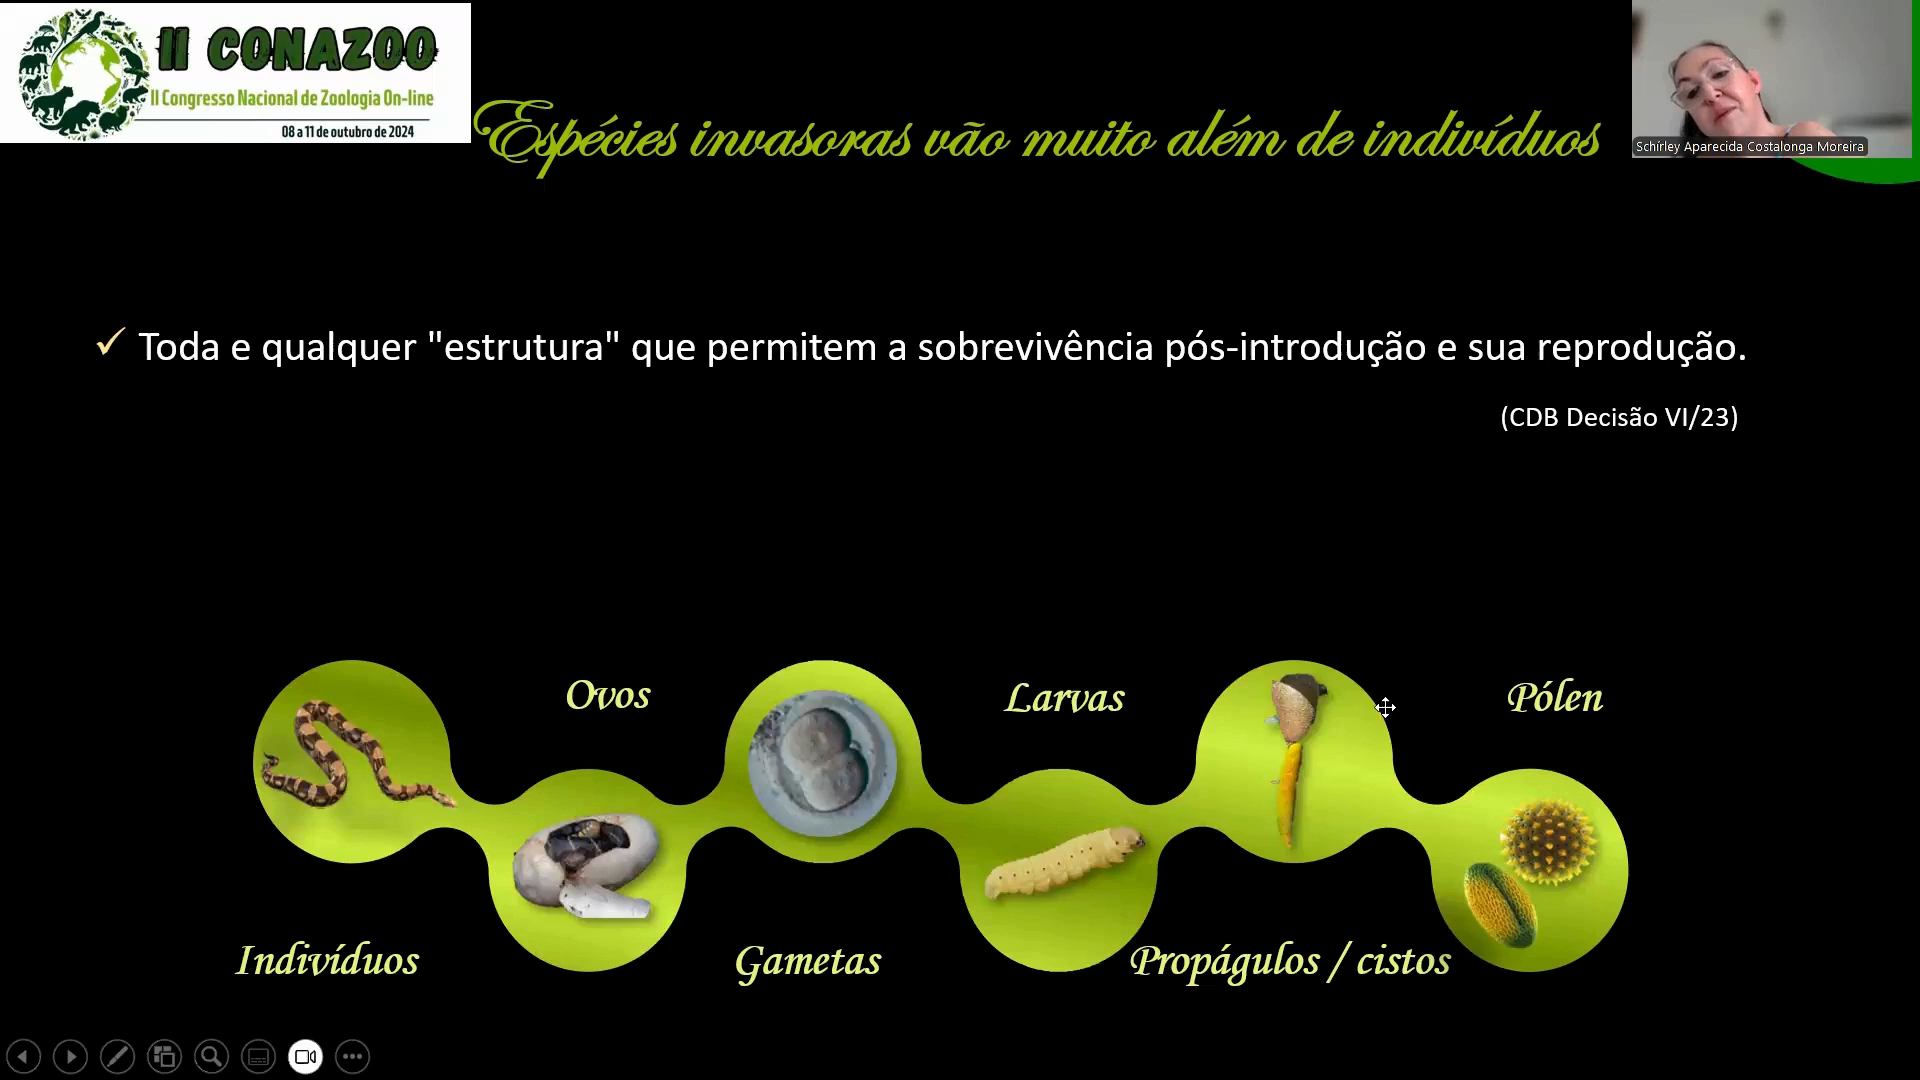 II CONAZOO
II Congresso Nacional de Zoologia On-line
08 a 11 de outubro de 2024
Espécies invasoras vão muito além de indivíduos
Schírley Aparecida Costalonga Moreira
✓ Toda e qualquer "estrutura" que permitem a sobrevivência pós-introdução e sua reprodução.
(CDB Decisão VI/23)
Ovos
Larvas
Pólen
Indivíduos
Gametas
Propágulos / cistos